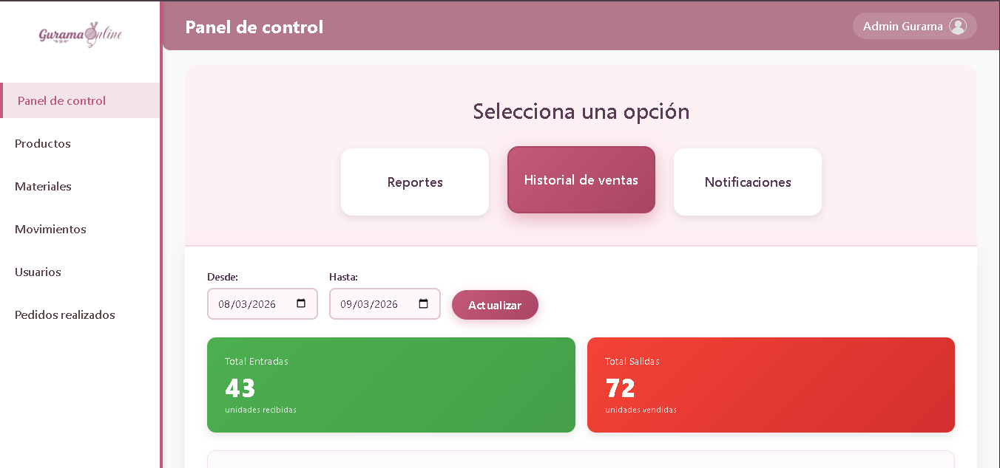 Gurama Online
Panel de control
Admin Gurama
Panel de control
Productos
Materiales
Movimientos
Usuarios
Pedidos realizados
Selecciona una opción
Reportes
Historial de ventas
Notificaciones
Desde:
Hasta:
08/03/2026
09/03/2026
Actualizar
Total Entradas
43
unidades recibidas
Total Salidas
72
unidades vendidas